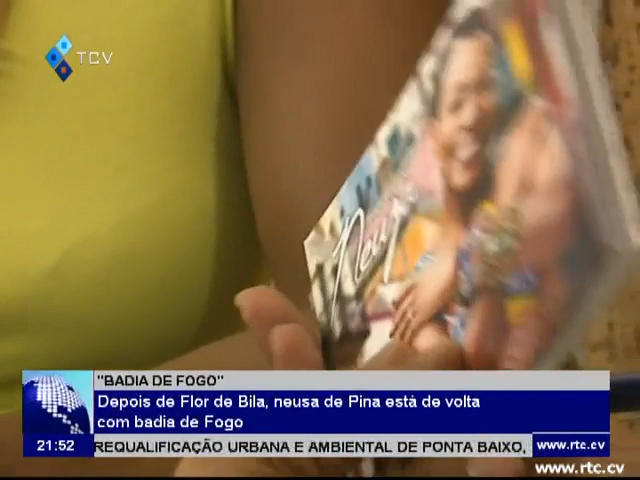 TCV
Neuza
"BADIA DE FOGO"
Depois de Flor de Bila, neusa de Pina está de volta
com badia de Fogo
21:52
REQUALIFICAÇÃO URBANA E AMBIENTAL DE PONTA BAIXO,
www.rtc.cv
www.rtc.cv